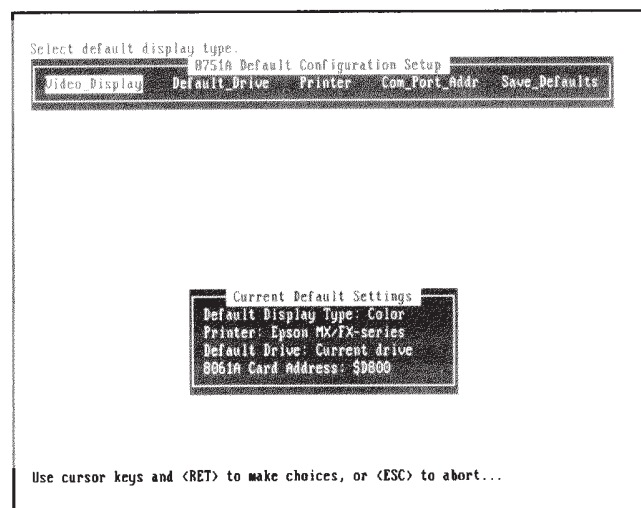 Select default display type.
8751A Default Configuration Setup
Video_Display Default_Drive Printer Com_Port_Addr Save_Defaults
Current Default Settings
Default Display Type: Color
Printer: Epson MX/FX-series
Default Drive: Current drive
8061A Card Address: $D800
Use cursor keys and <RET> to make choices, or <ESC> to abort...